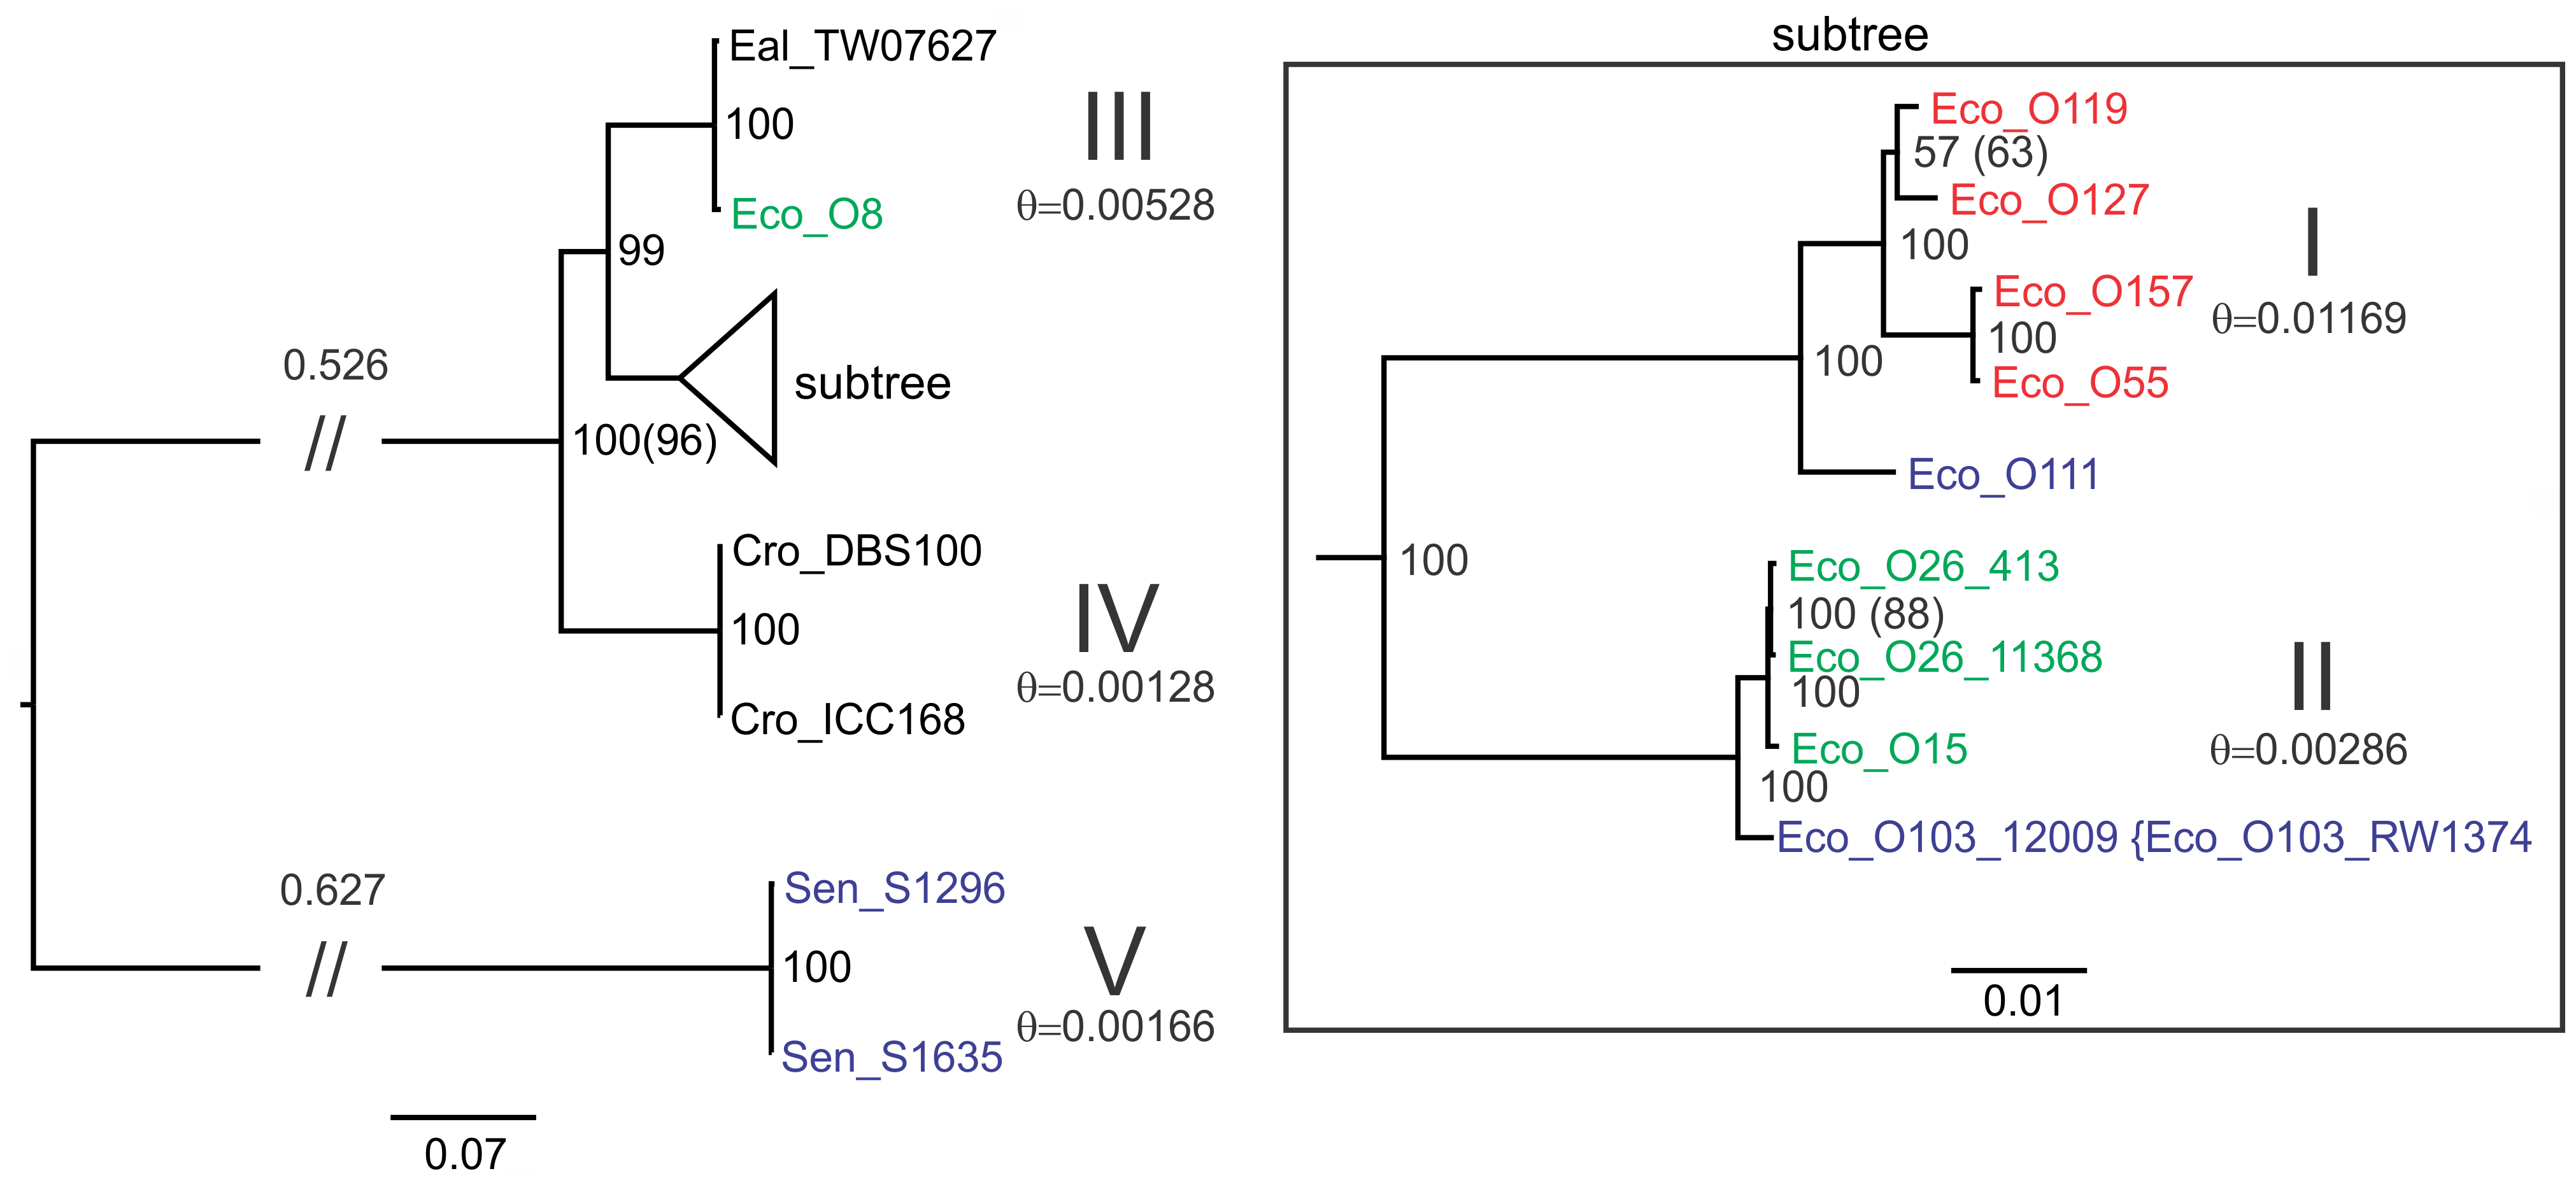 Eal_TW07627
100
III
Eco_O8
θ=0.00528
99
0.526
//
subtree
100(96)
Cro_DBS100
100
IV
θ=0.00128
Cro_ICC168
0.627
//
Sen_S1296
100
V
θ=0.00166
Sen_S1635
0.07
subtree
Eco_O119
57 (63)
Eco_O127
100
I
Eco_O157
θ=0.01169
100
100
Eco_O55
Eco_O111
100
Eco_O26_413
100 (88)
Eco_O26_11368
100
II
Eco_O15
θ=0.00286
100
Eco_O103_12009 {Eco_O103_RW1374
0.01